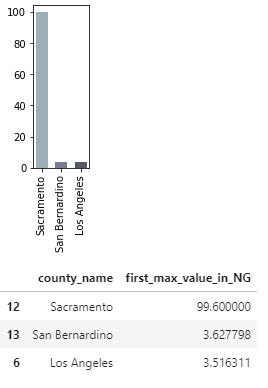 100
80
60
40
20
0
Sacramento
San Bernardino
Los Angeles
county_name first_max_value_in_NG
12 Sacramento 99.600000
13 San Bernardino 3.627798
6 Los Angeles 3.516311